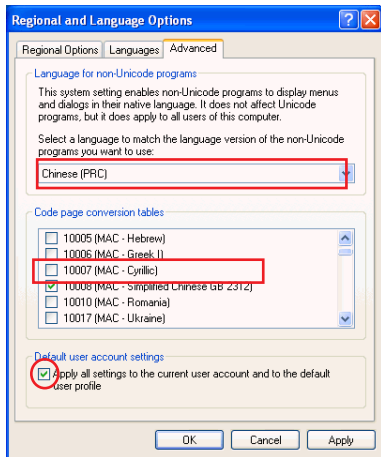 Regional and Language Options
Regional Options Languages Advanced
Language for non-Unicode programs
This system setting enables non-Unicode programs to display menus
and dialogs in their native language. It does not affect Unicode
programs, but it does apply to all users of this computer.
Select a language to match the language version of the non-Unicode
programs you want to use:
Chinese (PRC)
Code page conversion tables
10005 (MAC - Hebrew)
10006 (MAC - Greek I)
10007 (MAC - Cyrillic)
10008 (MAC - Simplified Chinese GB 2312)
10010 (MAC - Romania)
10017 (MAC - Ukraine)
Default user account settings
Apply all settings to the current user account and to the default
user profile
OK Cancel Apply